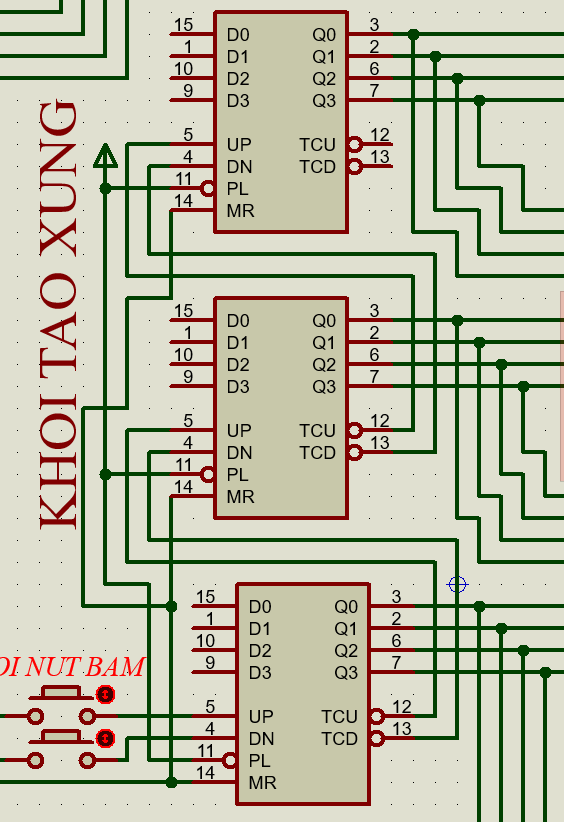 KHOI TAO XUNG
15 D0 Q0 3
1 D1 Q1 2
10 D2 Q2 6
9 D3 Q3 7
5 UP TCU 12
4 DN TCD 13
11 PL
14 MR
15 D0 Q0 3
1 D1 Q1 2
10 D2 Q2 6
9 D3 Q3 7
5 UP TCU 12
4 DN TCD 13
11 PL
14 MR
15 D0 Q0 3
1 D1 Q1 2
10 D2 Q2 6
9 D3 Q3 7
5 UP TCU 12
4 DN TCD 13
11 PL
14 MR
OI NUT BAM